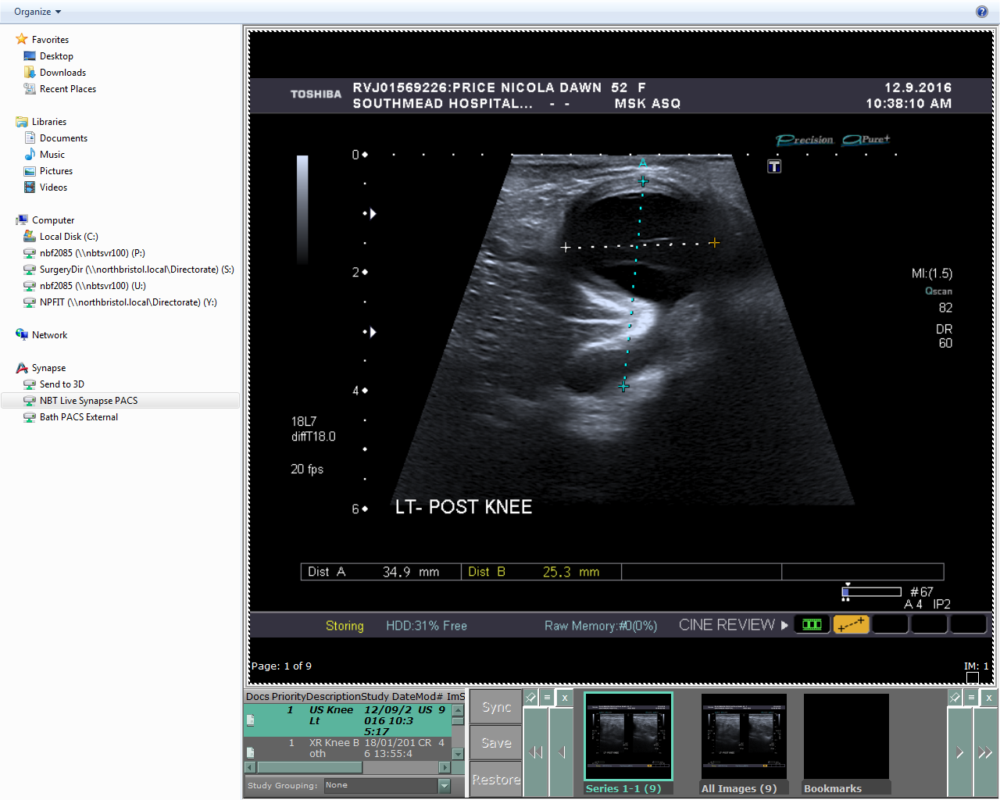 Organize
Favorites
Desktop
Downloads
Recent Places
Libraries
Documents
Music
Pictures
Videos
Computer
Local Disk (C:)
nbf2085 (\\nbtsvr100) (P:)
SurgeryDir (\\northbristol.local\Directorate) (S:)
nbf2085 (\\nbtsvr100) (U:)
NPFIT (\\northbristol.local\Directorate) (Y:)
Network
Synapse
Send to 3D
NBT Live Synapse PACS
Bath PACS External
TOSHIBA
RVJ01569226:PRICE NICOLA DAWN 52 F
12.9.2016
SOUTHMEAD HOSPITAL... - - MSK ASQ
10:38:10 AM
Precision APure+
T
A
0
2
4
6
MI:(1.5)
Qscan
82
DR
60
18L7
diffT18.0
20 fps
LT- POST KNEE
Dist A 34.9 mm Dist B 25.3 mm
#67
A 4 IP2
Storing HDD:31% Free Raw Memory:#0(0%) CINE REVIEW
Page: 1 of 9
IM: 1
Docs Priority Description Study Date Mod # Im S
1 US Knee Lt 12/09/2016 10:35:17 US 9
1 XR Knee Both 18/01/2016 13:55:4 CR 4
Study Grouping: None
Sync
Save
Restore
Series 1-1 (9)
All Images (9)
Bookmarks